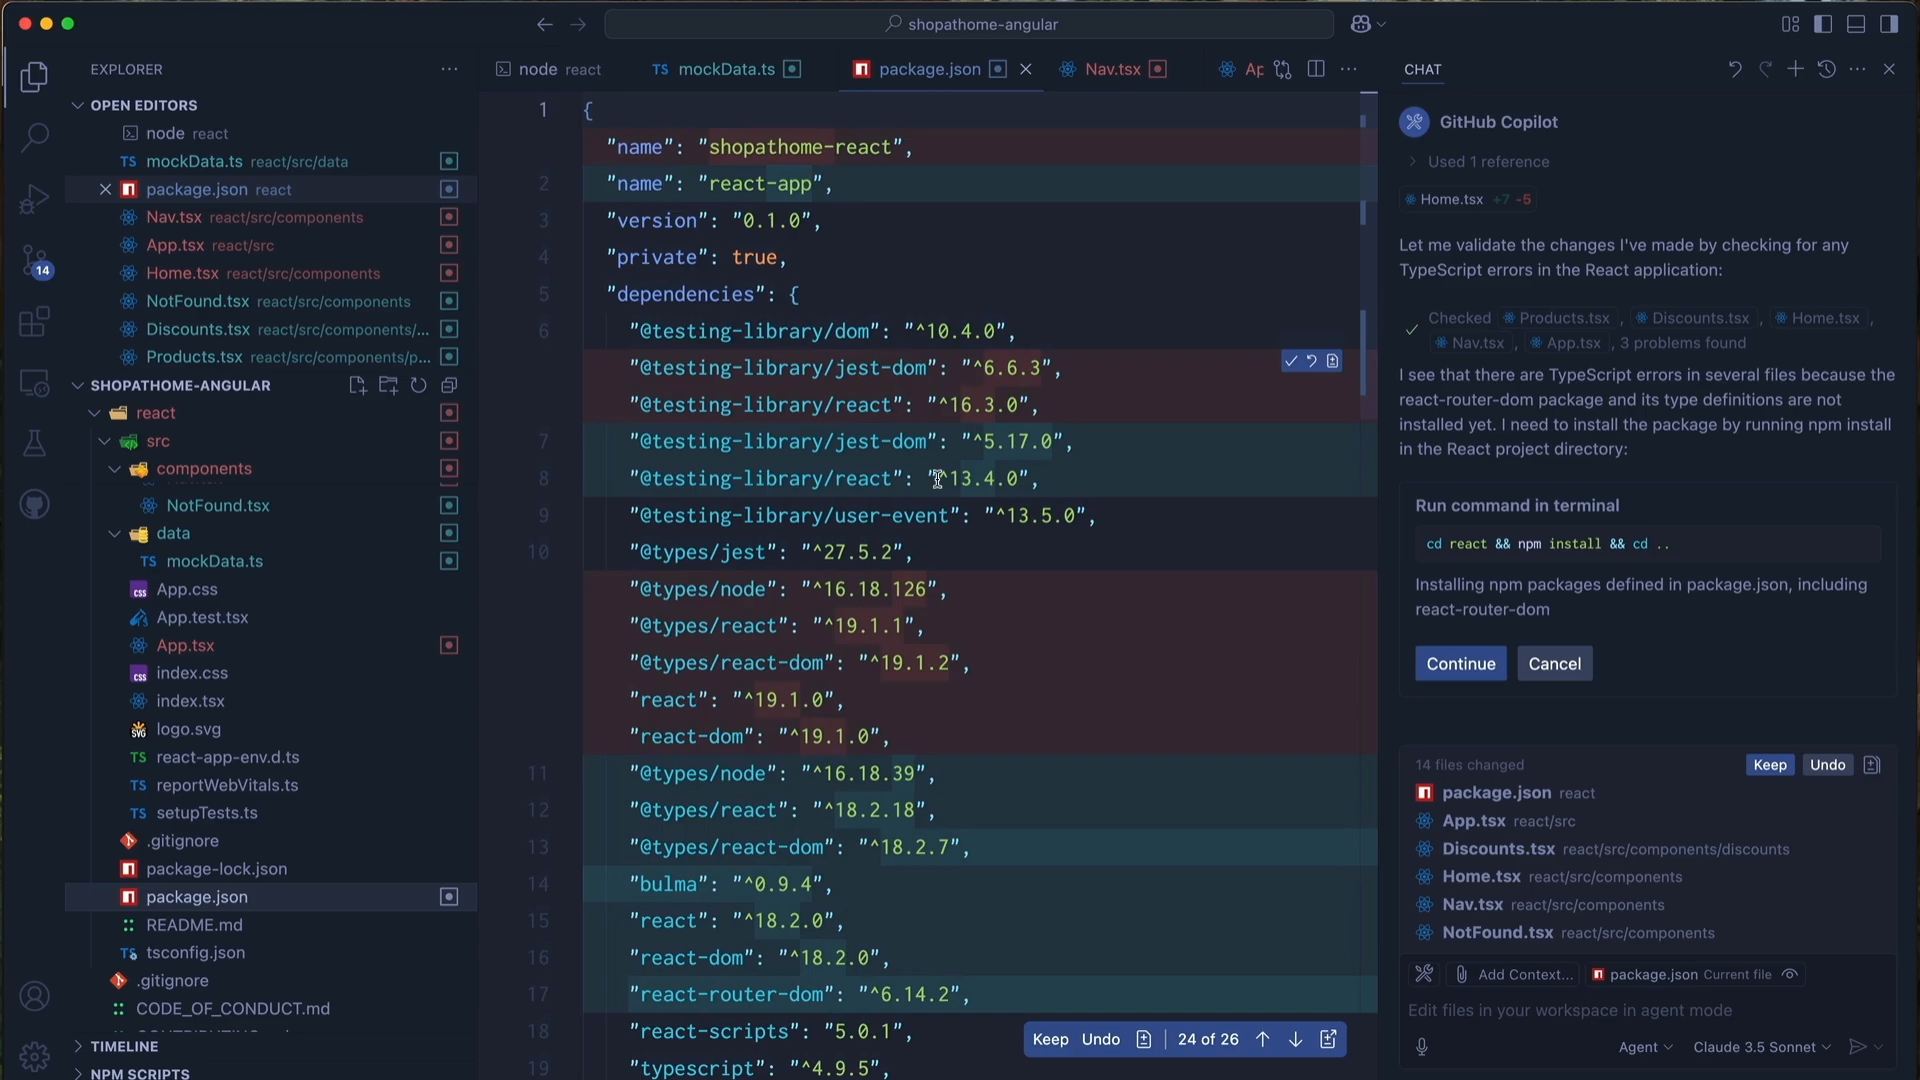 shopathome-angular
EXPLORER
OPEN EDITORS
node react
TS mockData.ts react/src/data
package.json react
Nav.tsx react/src/components
App.tsx react/src
Home.tsx react/src/components
NotFound.tsx react/src/components
Discounts.tsx react/src/components/...
Products.tsx react/src/components/p...
14
SHOPATHOME-ANGULAR
react
src
components
NotFound.tsx
data
TS mockData.ts
App.css
App.test.tsx
App.tsx
index.css
index.tsx
logo.svg
TS react-app-env.d.ts
TS reportWebVitals.ts
TS setupTests.ts
.gitignore
package-lock.json
package.json
README.md
tsconfig.json
.gitignore
CODE_OF_CONDUCT.md
TIMELINE
NPM SCRIPTS
node react
TS mockData.ts
package.json
Nav.tsx
Ap
1 {
"name": "shopathome-react",
2 "name": "react-app",
3 "version": "0.1.0",
4 "private": true,
5 "dependencies": {
6 "@testing-library/dom": "^10.4.0",
"@testing-library/jest-dom": "^6.6.3",
"@testing-library/react": "^16.3.0",
7 "@testing-library/jest-dom": "^5.17.0",
8 "@testing-library/react": "^13.4.0",
9 "@testing-library/user-event": "^13.5.0",
10 "@types/jest": "^27.5.2",
"@types/node": "^16.18.126",
"@types/react": "^19.1.1",
"@types/react-dom": "^19.1.2",
"react": "^19.1.0",
"react-dom": "^19.1.0",
11 "@types/node": "^16.18.39",
12 "@types/react": "^18.2.18",
13 "@types/react-dom": "^18.2.7",
14 "bulma": "^0.9.4",
15 "react": "^18.2.0",
16 "react-dom": "^18.2.0",
17 "react-router-dom": "^6.14.2",
18 "react-scripts": "5.0.1",
19 "typescript": "^4.9.5",
Keep Undo 24 of 26
CHAT
GitHub Copilot
Used 1 reference
Home.tsx +7 -5
Let me validate the changes I've made by checking for any
TypeScript errors in the React application:
Checked Products.tsx , Discounts.tsx , Home.tsx ,
Nav.tsx , App.tsx , 3 problems found
I see that there are TypeScript errors in several files because the
react-router-dom package and its type definitions are not
installed yet. I need to install the package by running npm install
in the React project directory:
Run command in terminal
cd react && npm install && cd ..
Installing npm packages defined in package.json, including
react-router-dom
Continue Cancel
14 files changed Keep Undo
package.json react
App.tsx react/src
Discounts.tsx react/src/components/discounts
Home.tsx react/src/components
Nav.tsx react/src/components
NotFound.tsx react/src/components
Add Context... package.json Current file
Edit files in your workspace in agent mode
Agent Claude 3.5 Sonnet